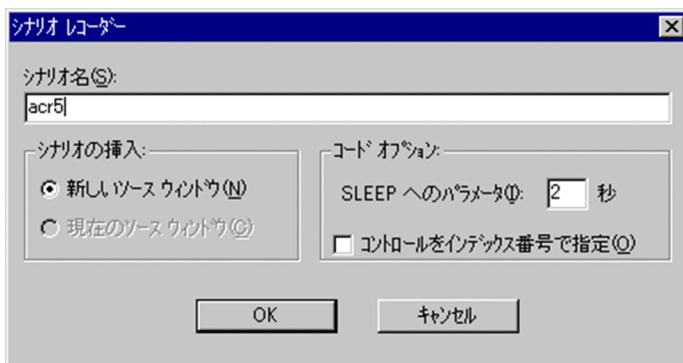 シナリオ レコーダー
シナリオ名(S):
acr5
シナリオの挿入:
新しいソース ウィンドウ(N)
現在のソース ウィンドウ(C)
コード オプション:
SLEEP へのパラメータ(I): 2 秒
コントロールをインデックス番号で指定(O)
OK
キャンセル